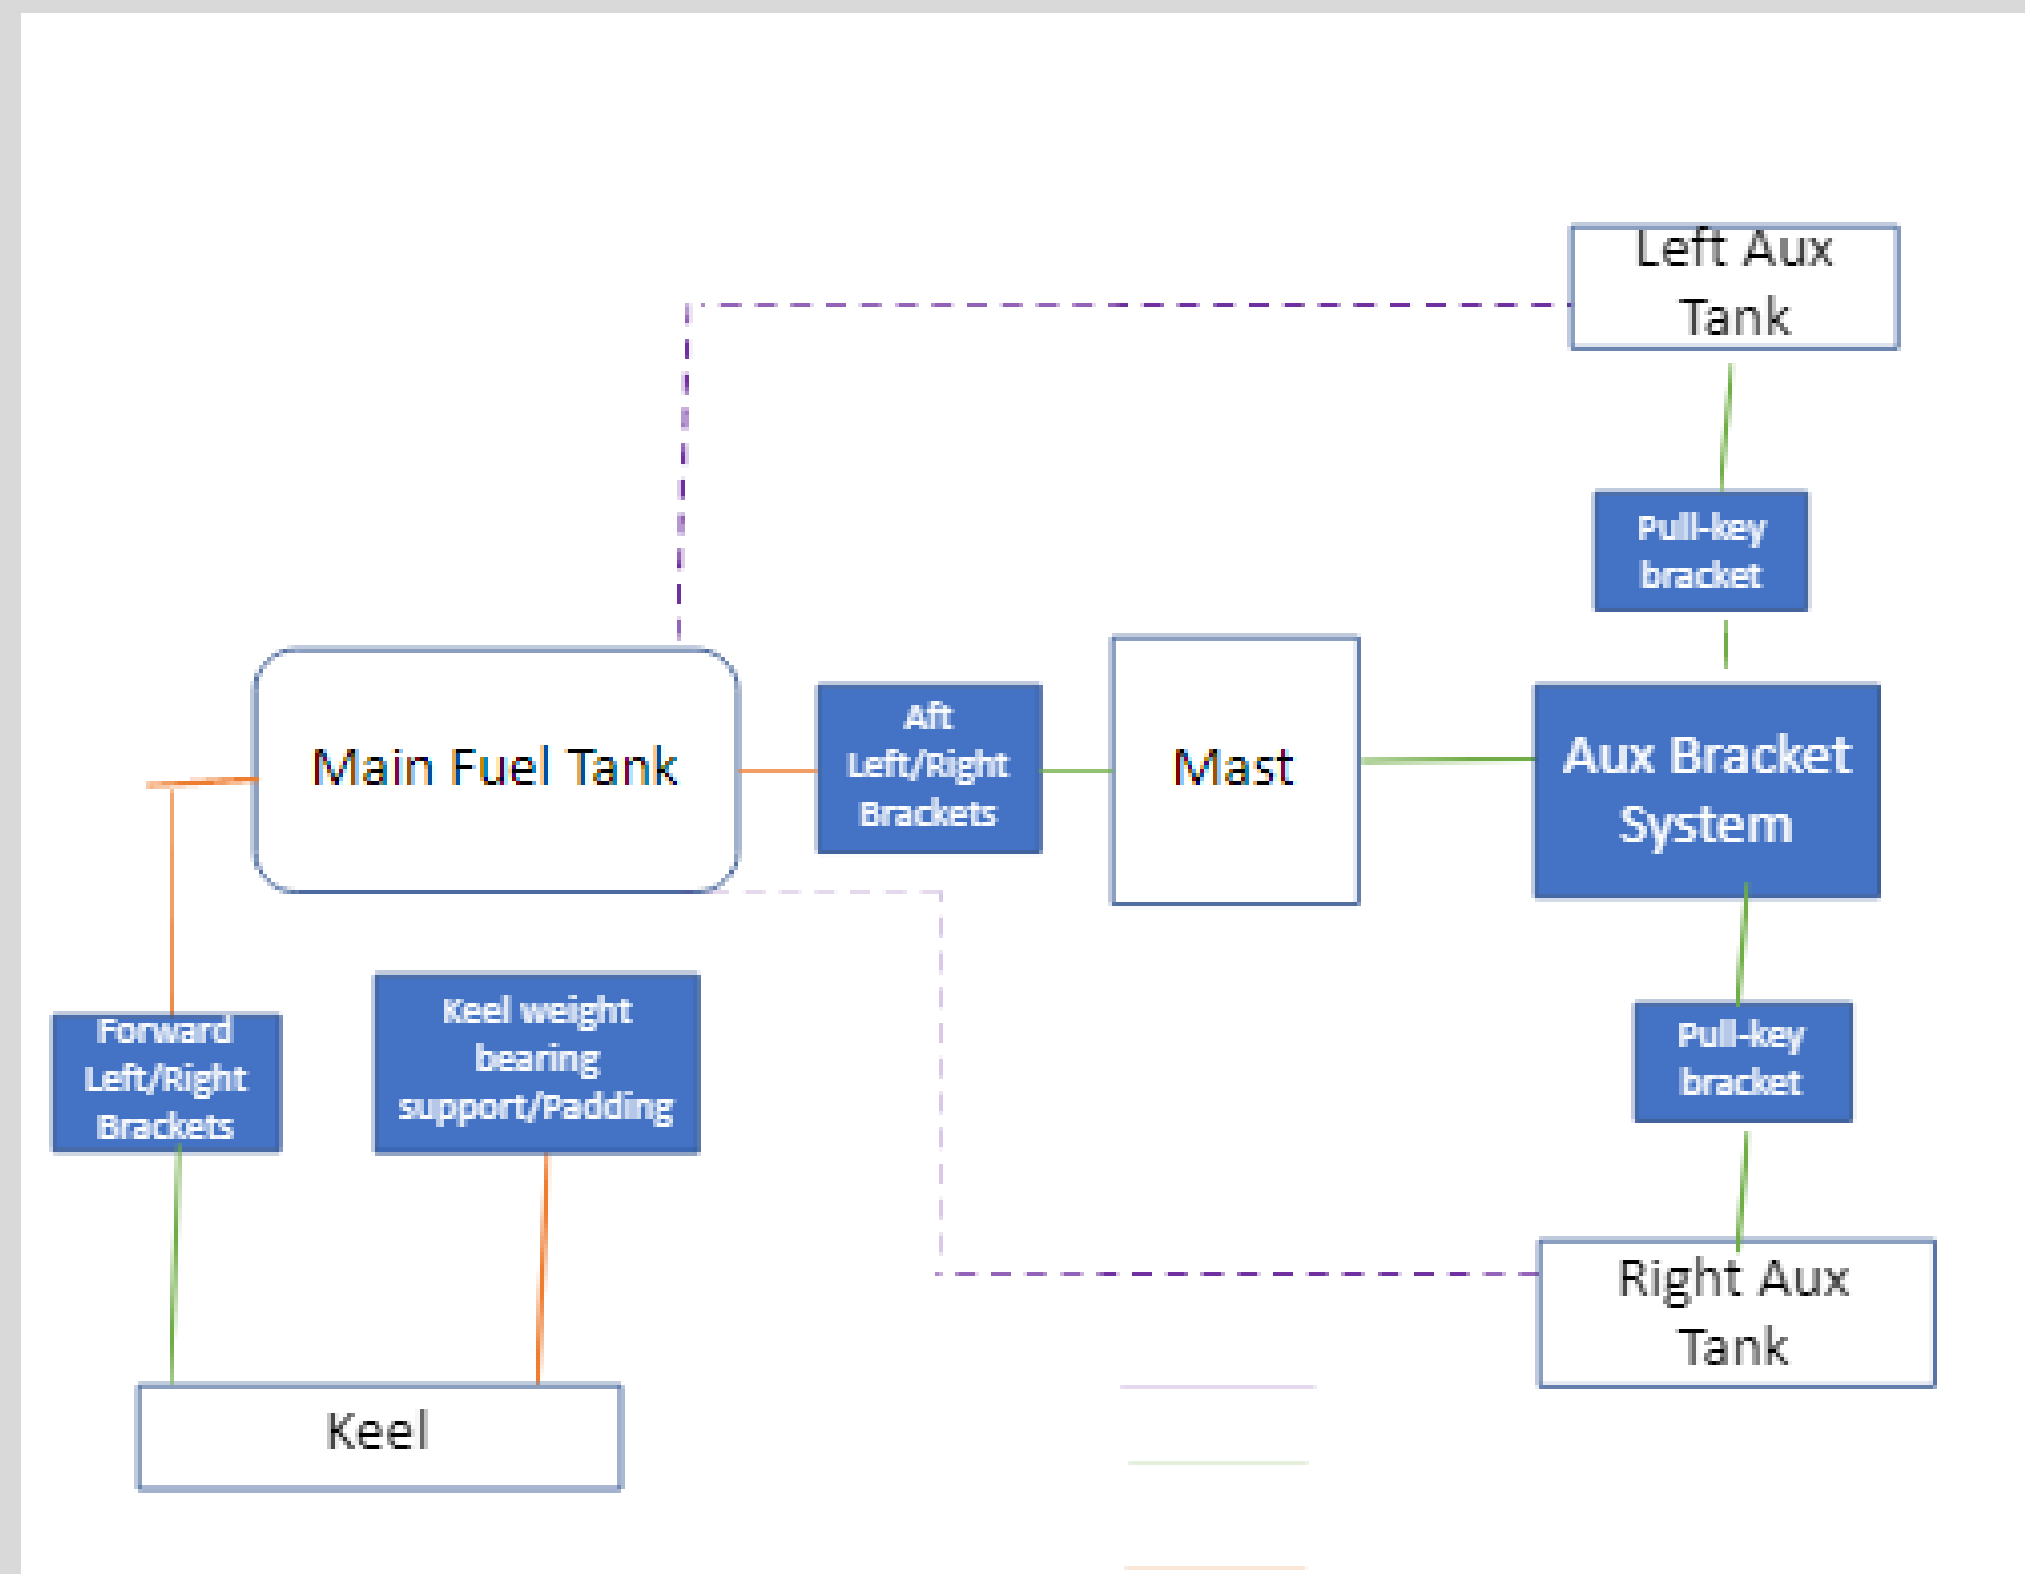 Left Aux
Tank
Pull-key
bracket
Main Fuel Tank
Aft
Left/Right
Brackets
Mast
Aux Bracket
System
Forward
Left/Right
Brackets
Keel weight
bearing
support/Padding
Pull-key
bracket
Right Aux
Tank
Keel